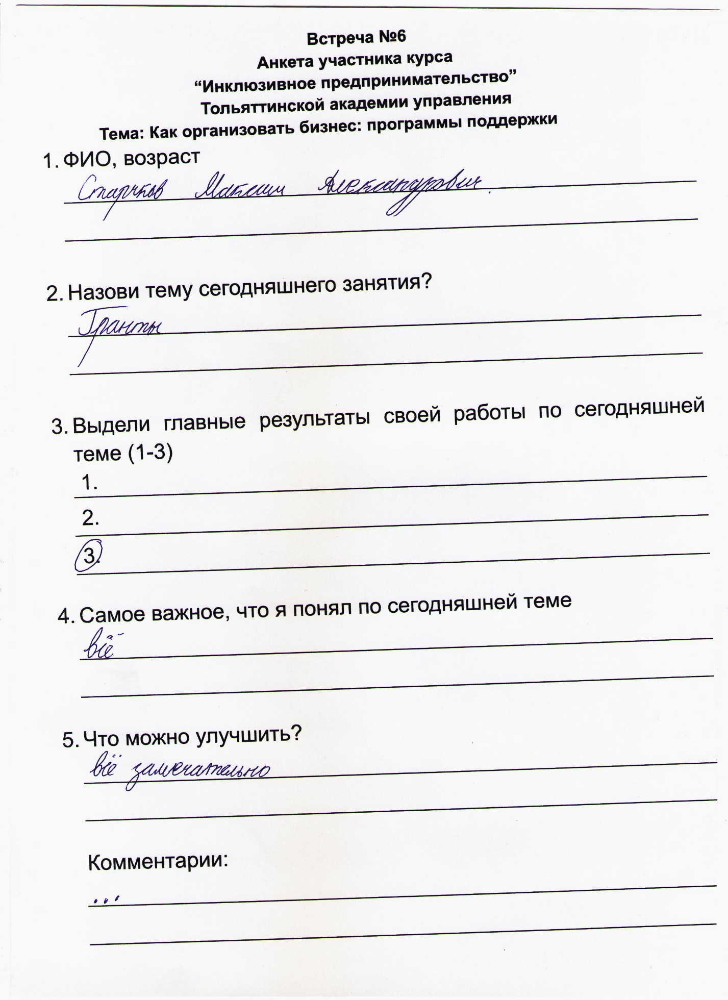 Встреча №6
Анкета участника курса
“Инклюзивное предпринимательство”
Тольяттинской академии управления
Тема: Как организовать бизнес: программы поддержки
1. ФИО, возраст
Максим Александрович.
2. Назови тему сегодняшнего занятия?
Гранты
3. Выдели главные результаты своей работы по сегодняшней
теме (1-3)
1.
2.
3.
4. Самое важное, что я понял по сегодняшней теме
всё
5. Что можно улучшить?
всё замечательно
Комментарии:
...